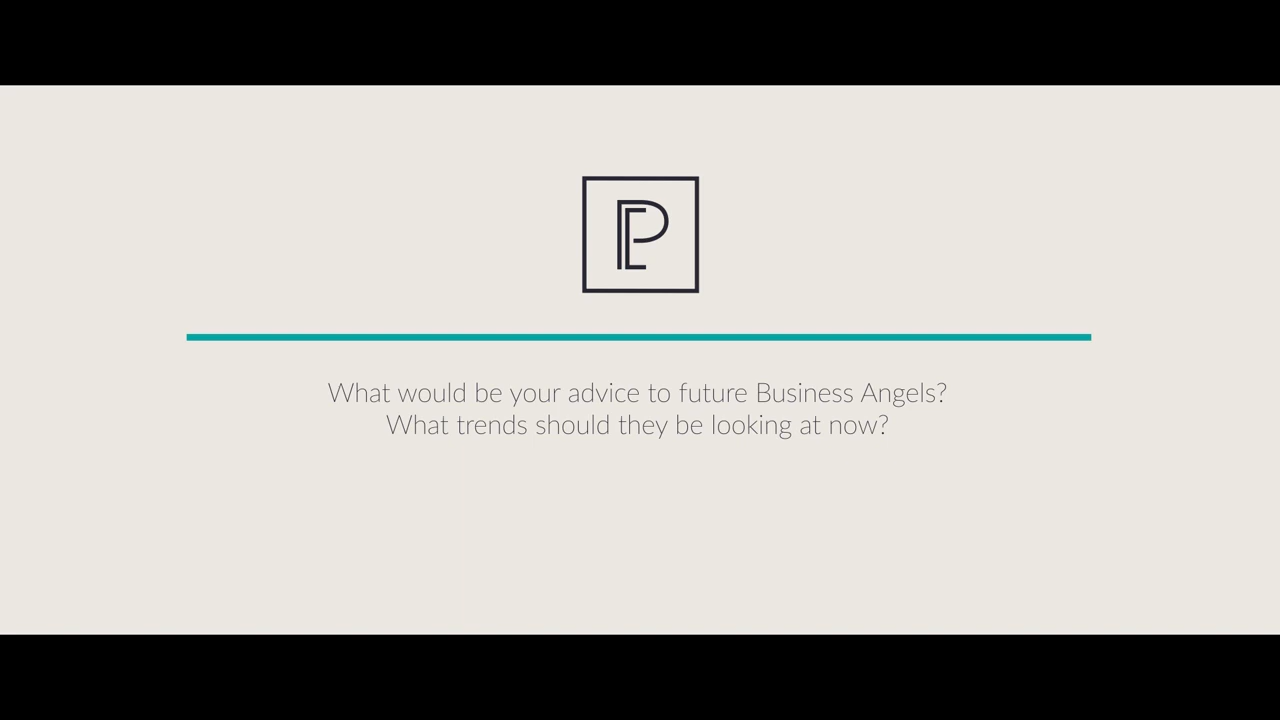 What would be your advice to future Business Angels?
What trends should they be looking at now?